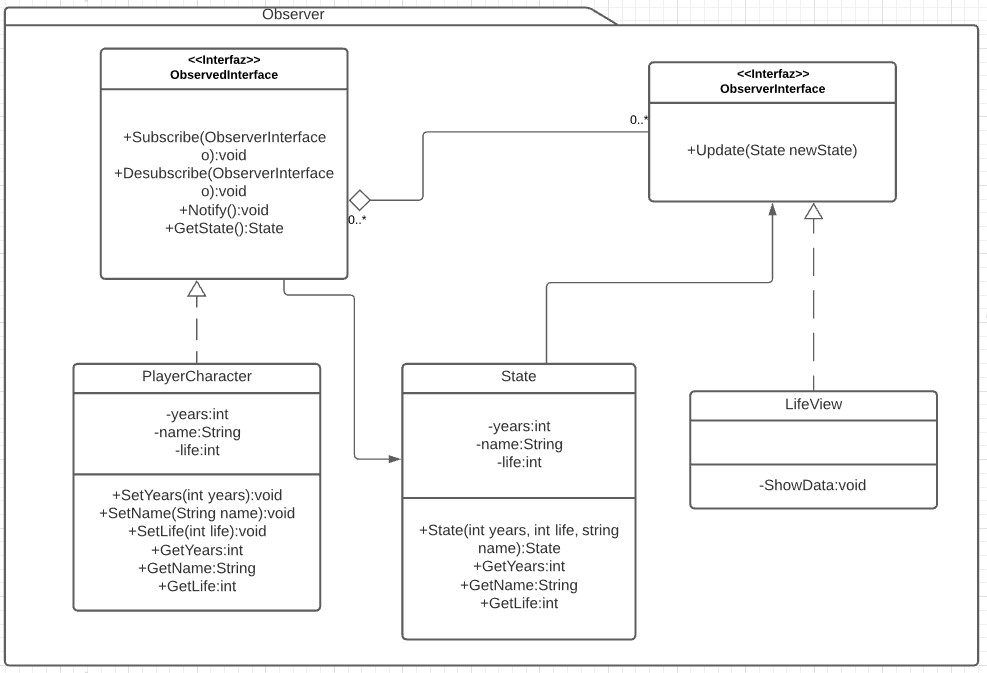 Observer
<<Interfaz>>
ObservedInterface
+Subscribe(ObserverInterface
o):void
+Desubscribe(ObserverInterface
o):void
+Notify():void
+GetState():State
0..*
0..*
<<Interfaz>>
ObserverInterface
+Update(State newState)
PlayerCharacter
-years:int
-name:String
-life:int
+SetYears(int years):void
+SetName(String name):void
+SetLife(int life):void
+GetYears:int
+GetName:String
+GetLife:int
State
-years:int
-name:String
-life:int
+State(int years, int life, string
name):State
+GetYears:int
+GetName:String
+GetLife:int
LifeView
-ShowData:void